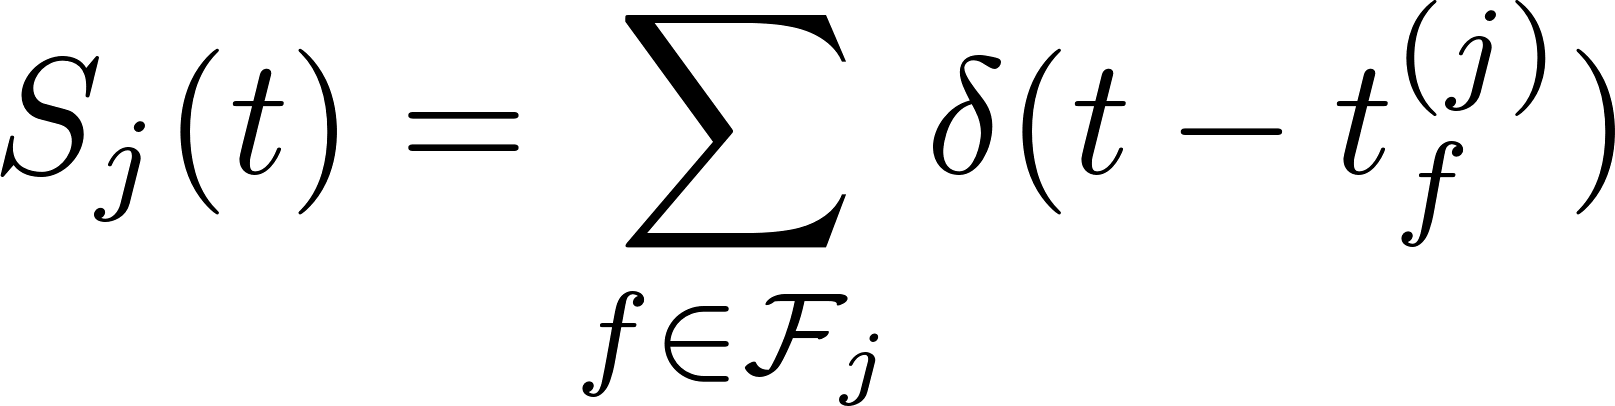 S_j(t) = \sum_{f \in \mathcal{F}_j} \delta(t - t_f^{(j)})